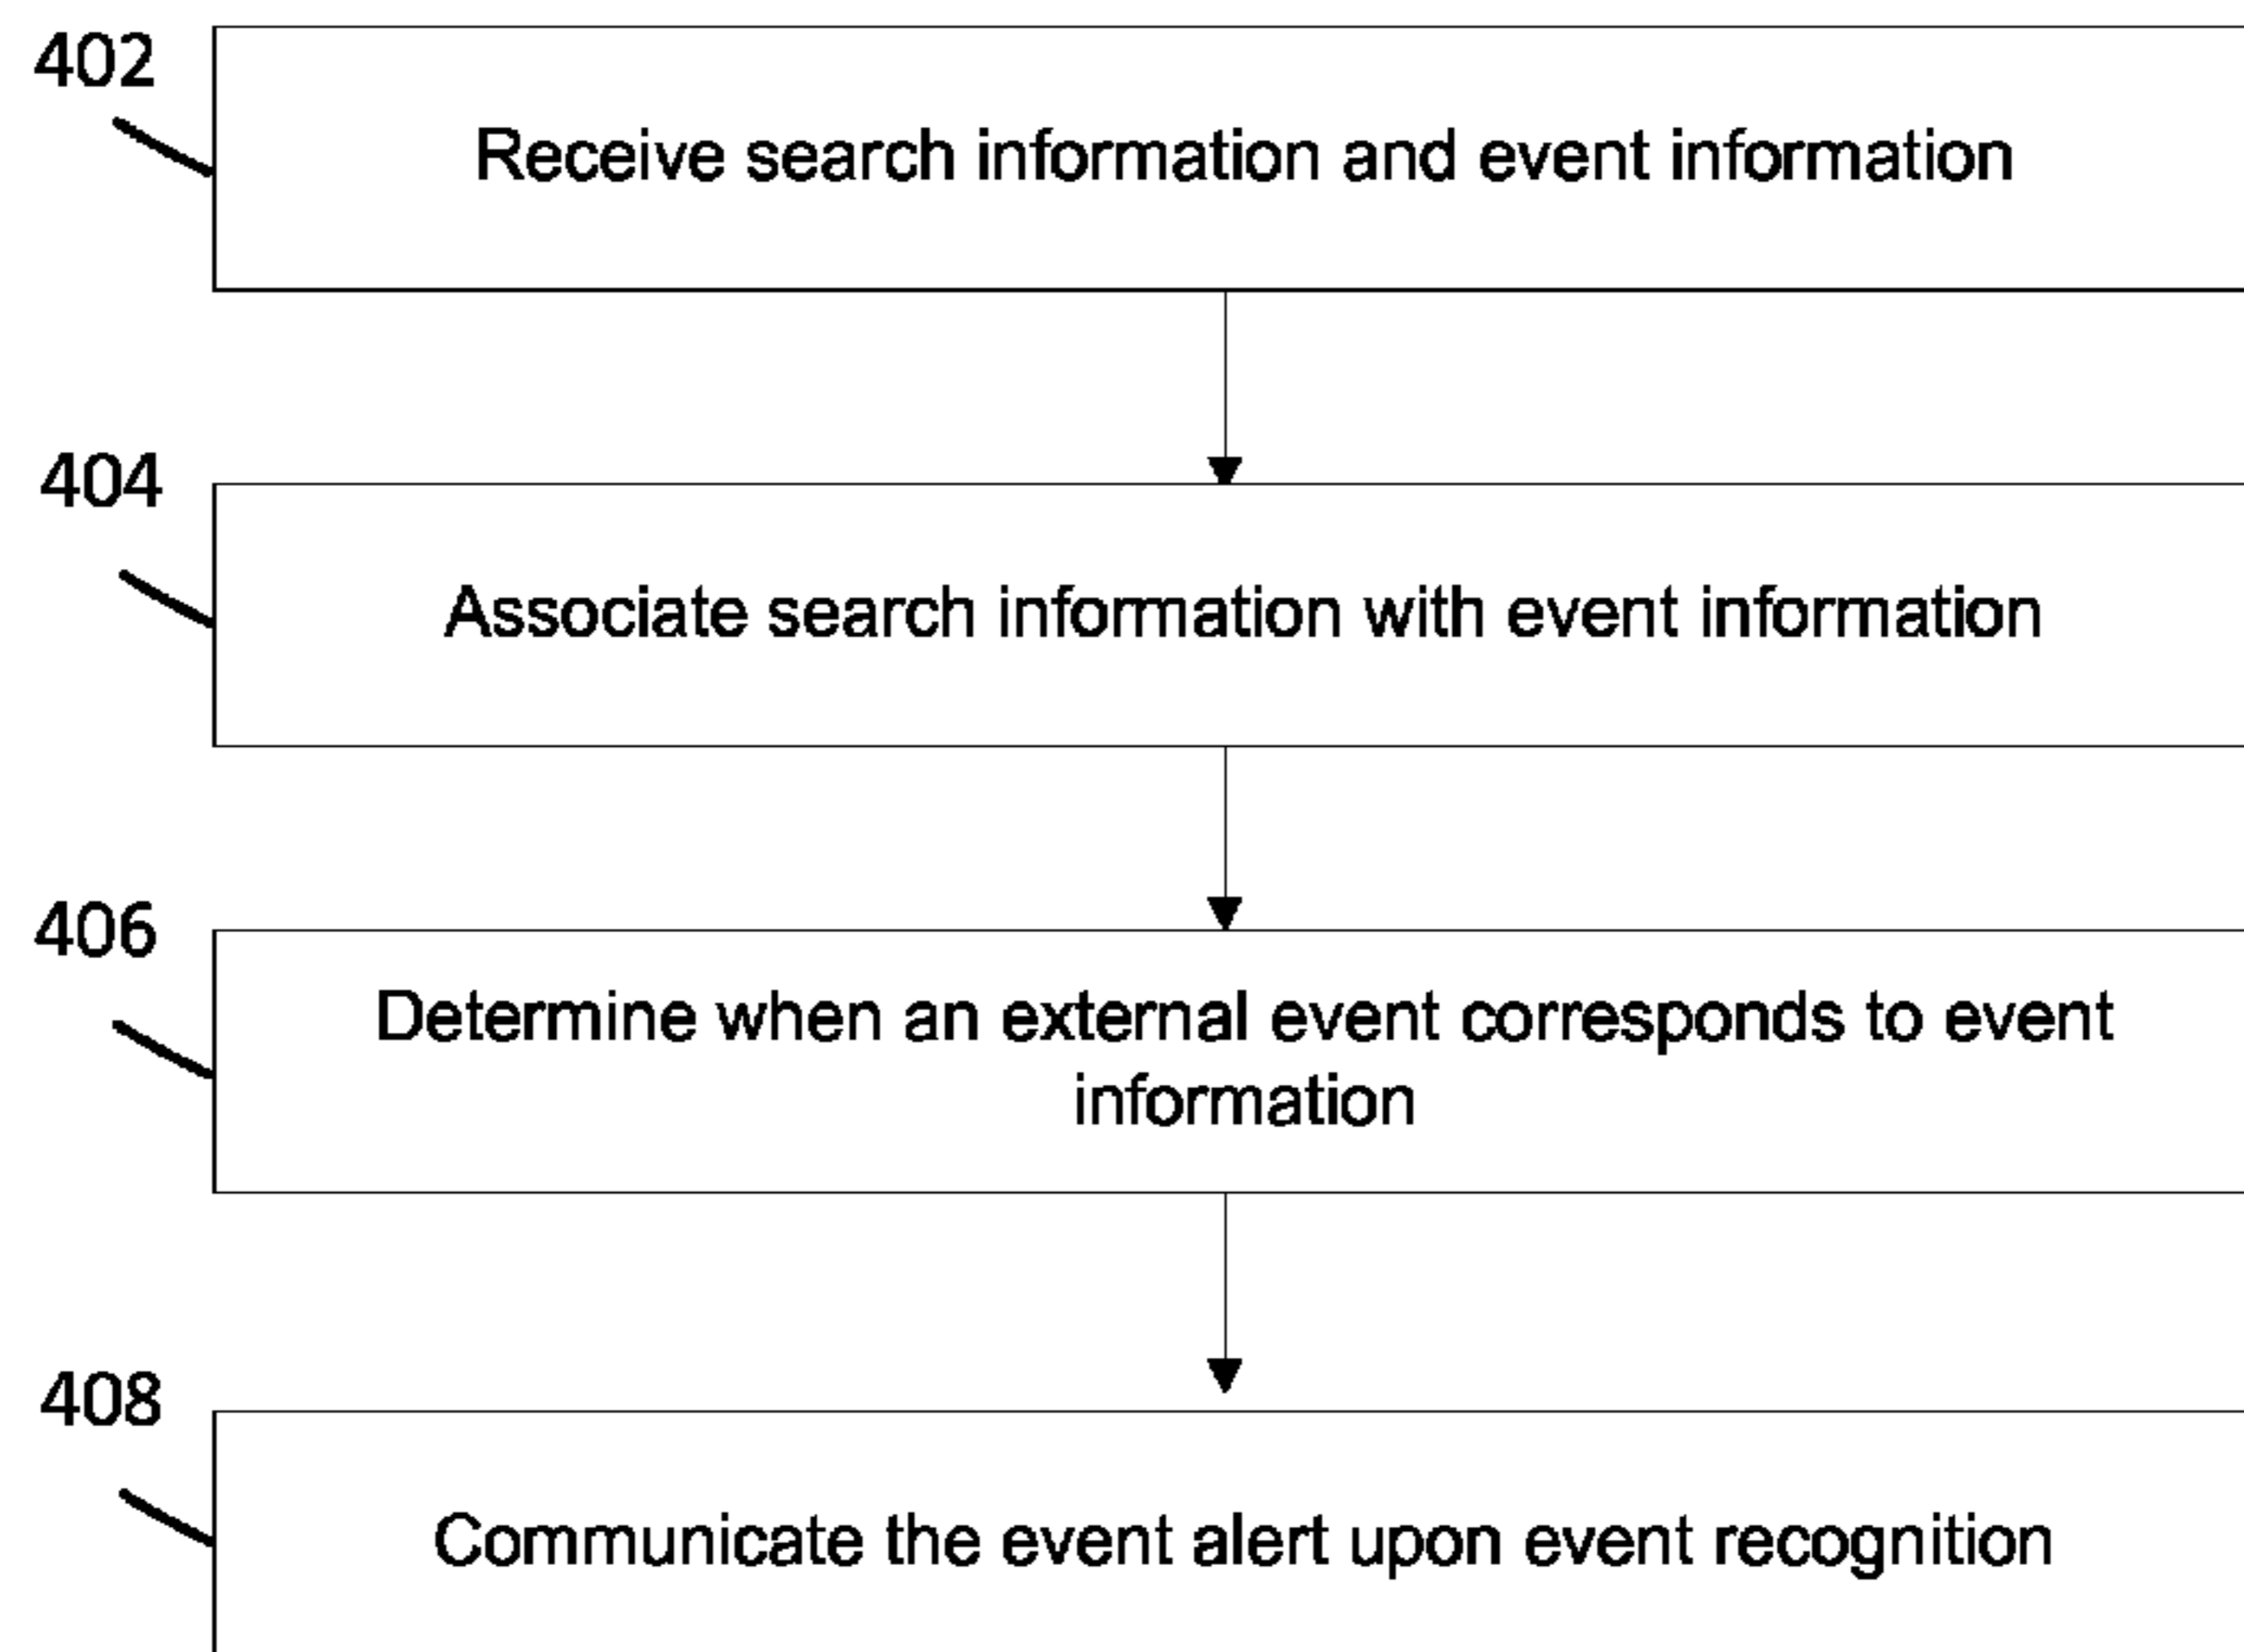 402
Receive search information and event information
404
Associate search information with event information
406
Determine when an external event corresponds to event
information
408
Communicate the event alert upon event recognition